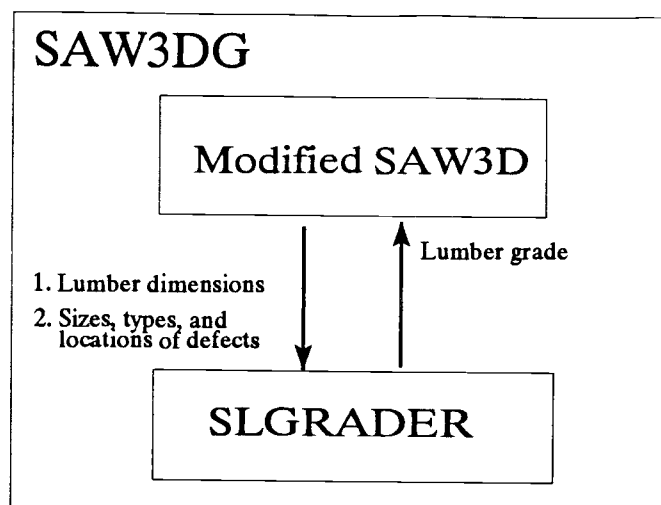 SAW3DG
Modified SAW3D
Lumber grade
1. Lumber dimensions
2. Sizes, types, and
locations of defects
SLGRADER